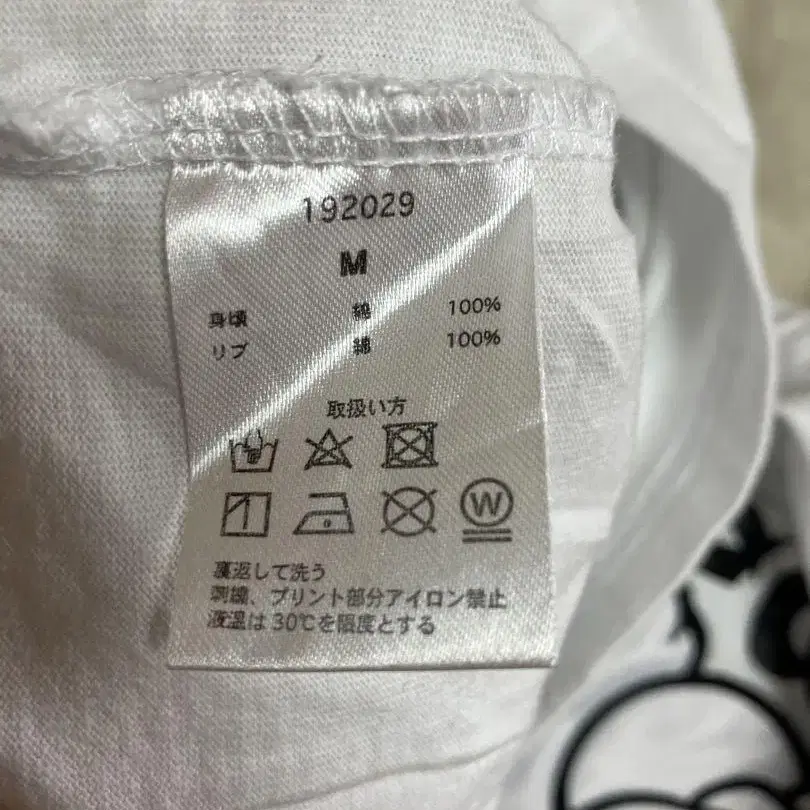 192029
M
身頃 綿 100%
リブ 綿 100%
取扱い方
W
裏返して洗う
刺繍、プリント部分アイロン禁止
液温は30℃を限度とする